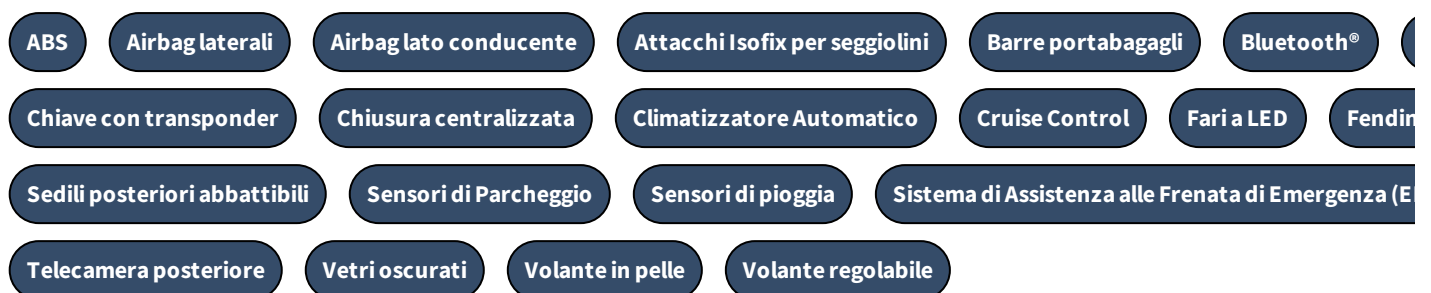 ABS Airbag laterali Airbag lato conducente Attacchi Isofix per seggiolini Barre portabagagli Bluetooth®
Chiave con transponder Chiusura centralizzata Climatizzatore Automatico Cruise Control Fari a LED
Sedili posteriori abbattibili Sensori di Parcheggio Sensori di pioggia Sistema di Assistenza alle Frenata di Emergenza
Telecamera posteriore Vetri oscurati Volante in pelle Volante regolabile